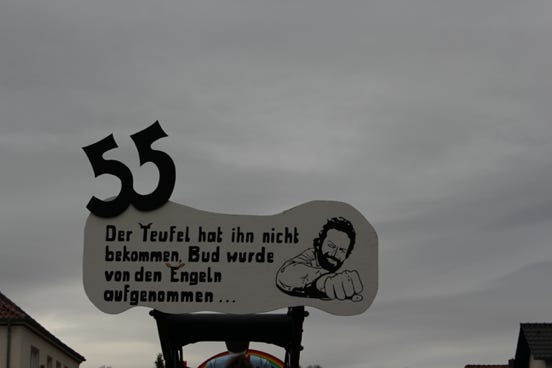 55
Der Teufel hat ihn nicht
bekommen, Bud wurde
von den Engeln
aufgenommen ...